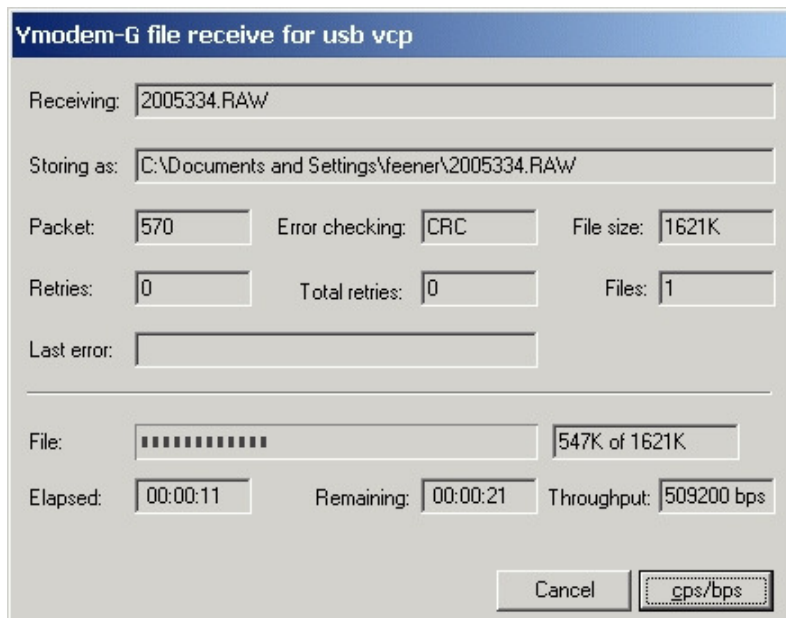 Ymodem-G file receive for usb vcp
Receiving: 2005334.RAW
Storing as: C:\Documents and Settings\feener\2005334.RAW
Packet: 570 Error checking: CRC File size: 1621K
Retries: 0 Total retries: 0 Files: 1
Last error:
File: 547K of 1621K
Elapsed: 00:00:11 Remaining: 00:00:21 Throughput: 509200 bps
Cancel cps/bps